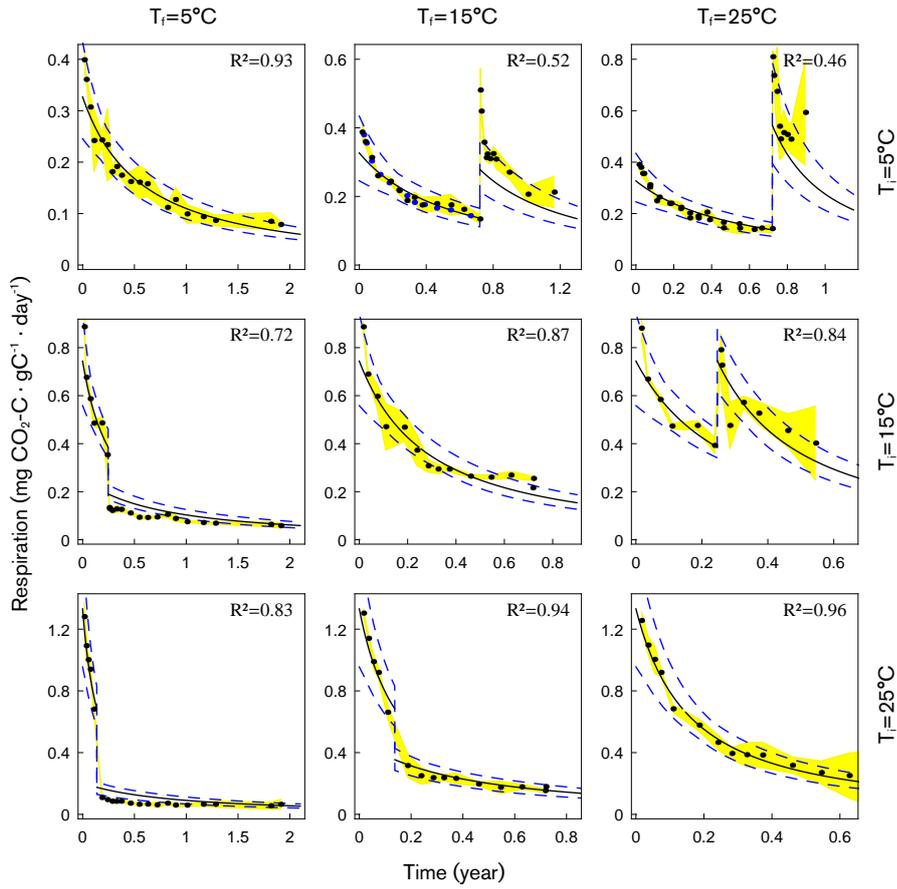 T_f=5°C T_f=15°C T_f=25°C
R²=0.93 R²=0.52 R²=0.46
0.4 0.3 0.2 0.1 0
0.6 0.4 0.2 0
0.8 0.6 0.4 0.2 0
T_i=5°C
0 0.5 1 1.5 2
0 0.4 0.8 1.2
0 0.2 0.4 0.6 0.8 1
R²=0.72 R²=0.87 R²=0.84
0.8 0.6 0.4 0.2 0
0.8 0.6 0.4 0.2 0
0.8 0.6 0.4 0.2 0
T_i=15°C
0 0.5 1 1.5 2
0 0.2 0.4 0.6 0.8
0 0.2 0.4 0.6
Respiration (mg CO₂-C · gC⁻¹ · day⁻¹)
R²=0.83 R²=0.94 R²=0.96
1.2 0.8 0.4 0
1.2 0.8 0.4 0
1.2 0.8 0.4 0
T_i=25°C
0 0.5 1 1.5 2
0 0.2 0.4 0.6 0.8
0 0.2 0.4 0.6
Time (year)